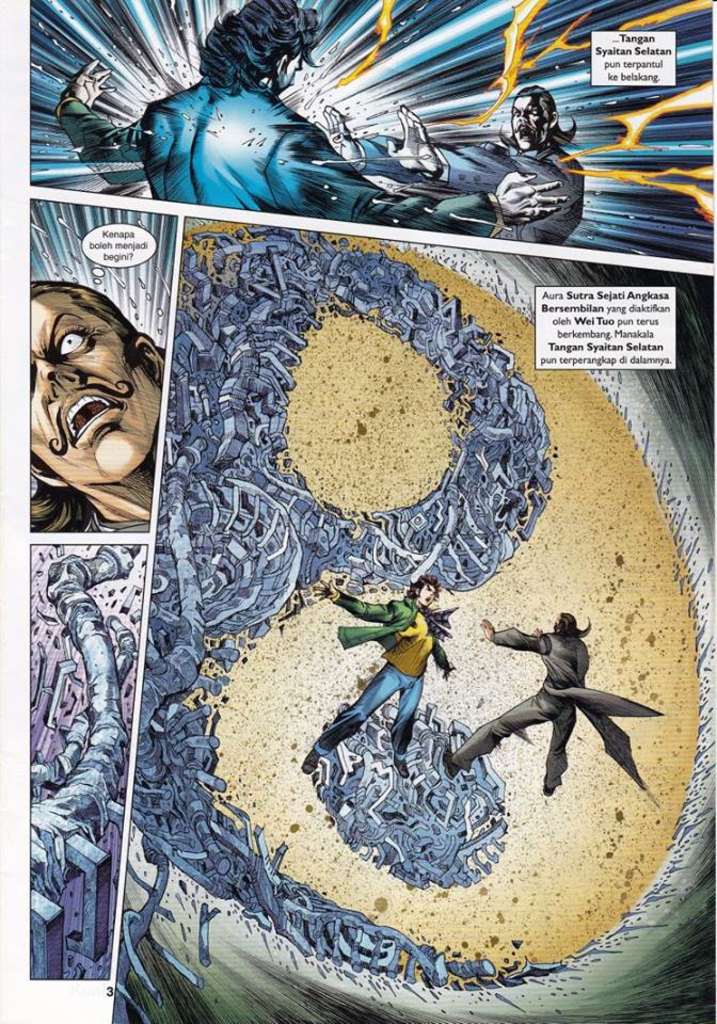 ...Tangan
Syaitan Selatan
pun terpantul
ke belakang.
Kenapa
boleh menjadi
begini?
Aura Sutra Sejati Angkasa
Bersembilan yang diaktifkan
oleh Wei Tuo pun terus
berkembang. Manakala
Tangan Syaitan Selatan
pun terperangkap di dalamnya.
3